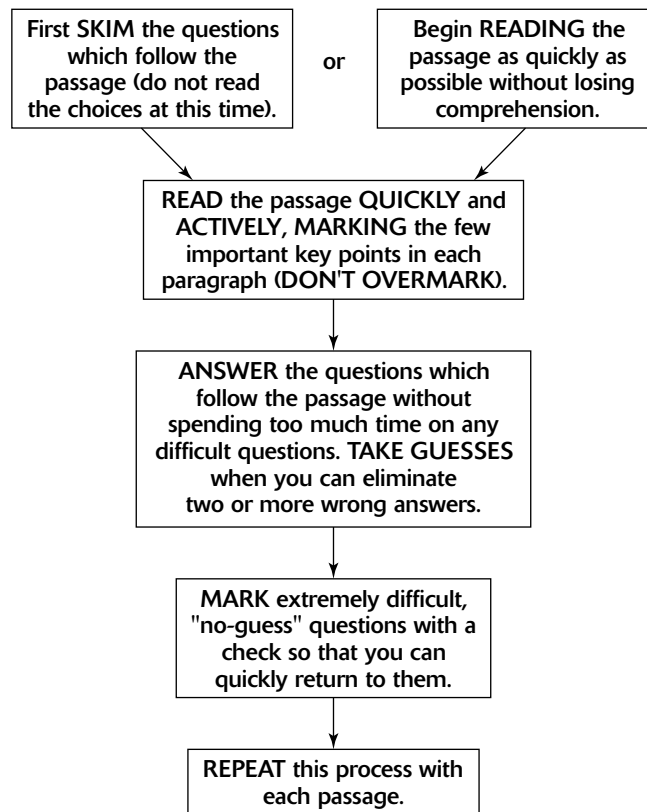 First SKIM the questions
which follow the
passage (do not read
the choices at this time).
or
Begin READING the
passage as quickly as
possible without losing
comprehension.
READ the passage QUICKLY and
ACTIVELY, MARKING the few
important key points in each
paragraph (DON'T OVERMARK).
ANSWER the questions which
follow the passage without
spending too much time on any
difficult questions. TAKE GUESSES
when you can eliminate
two or more wrong answers.
MARK extremely difficult,
"no-guess" questions with a
check so that you can
quickly return to them.
REPEAT this process with
each passage.